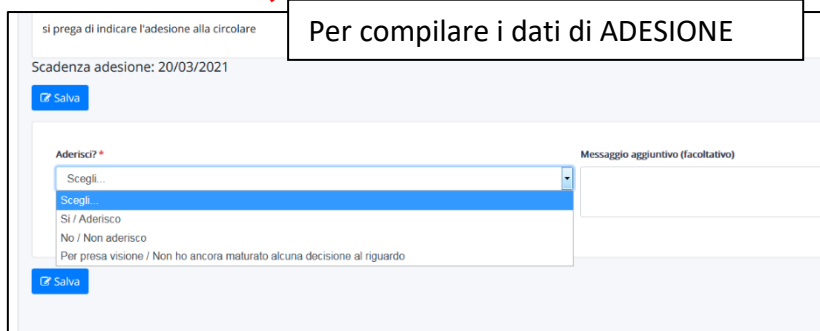 si prega di indicare l'adesione alla circolare
Per compilare i dati di ADESIONE
Scadenza adesione: 20/03/2021
Salva
Aderisci? *
Messaggio aggiuntivo (facoltativo)
Scegli...
Scegli...
Si / Aderisco
No / Non aderisco
Per presa visione / Non ho ancora maturato alcuna decisione al riguardo
Salva